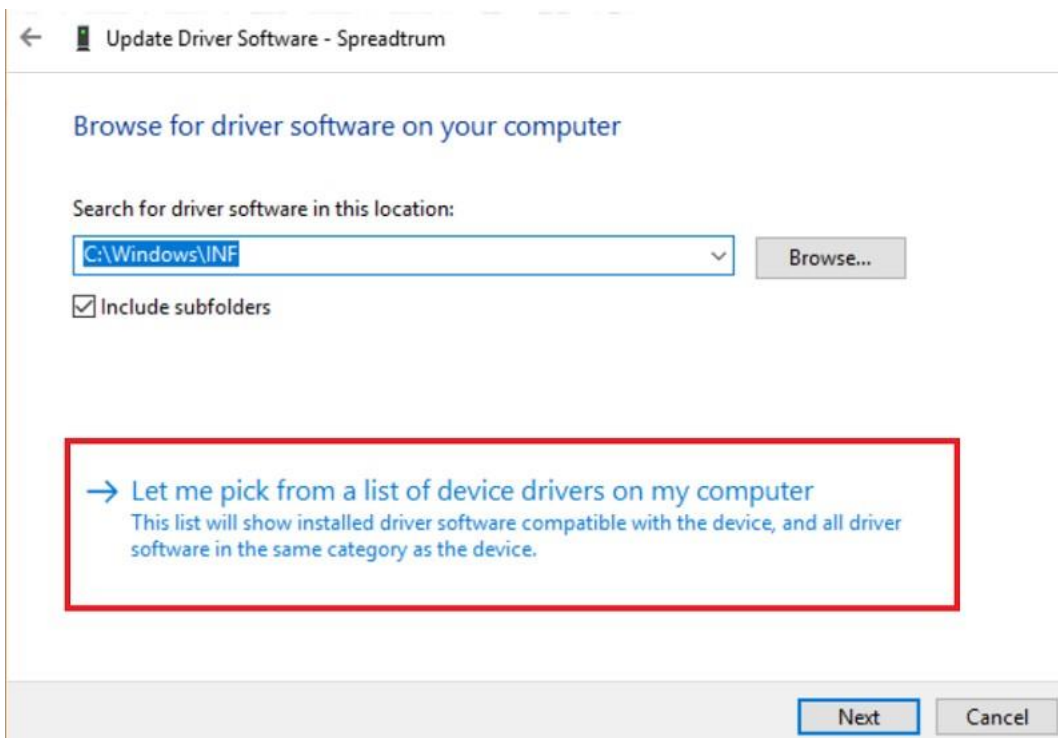 Update Driver Software - Spreadtrum
Browse for driver software on your computer
Search for driver software in this location:
C:\Windows\INF
Browse...
Include subfolders
Let me pick from a list of device drivers on my computer
This list will show installed driver software compatible with the device, and all driver
software in the same category as the device.
Next
Cancel